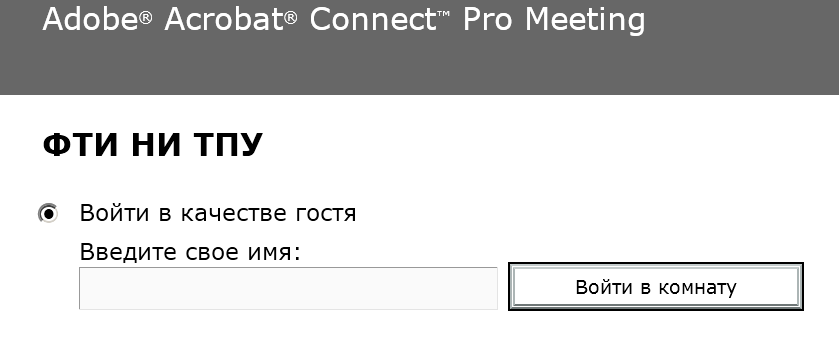 Adobe® Acrobat® Connect™ Pro Meeting
ФТИ НИ ТПУ
Войти в качестве гостя
Введите свое имя:
Войти в комнату